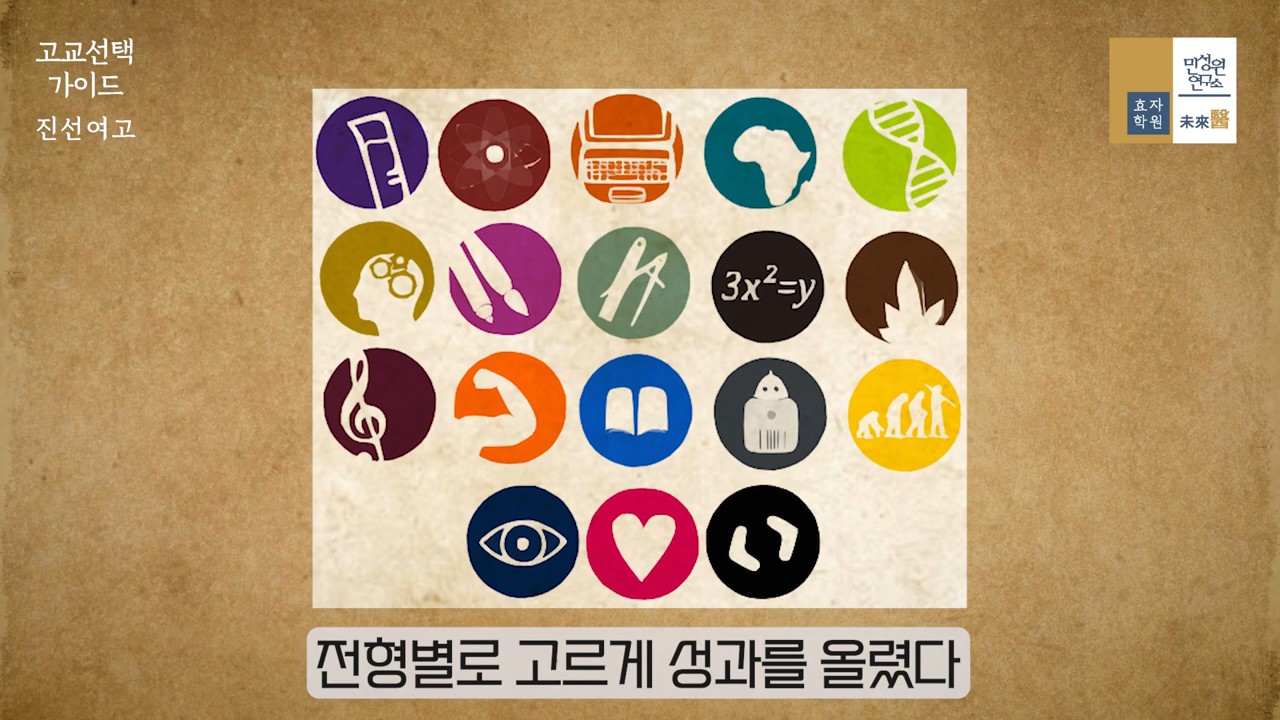 고교선택
가이드
진선여고
민성원
연구소
효자
학원
未來醫
3x²=y
전형별로 고르게 성과를 올렸다